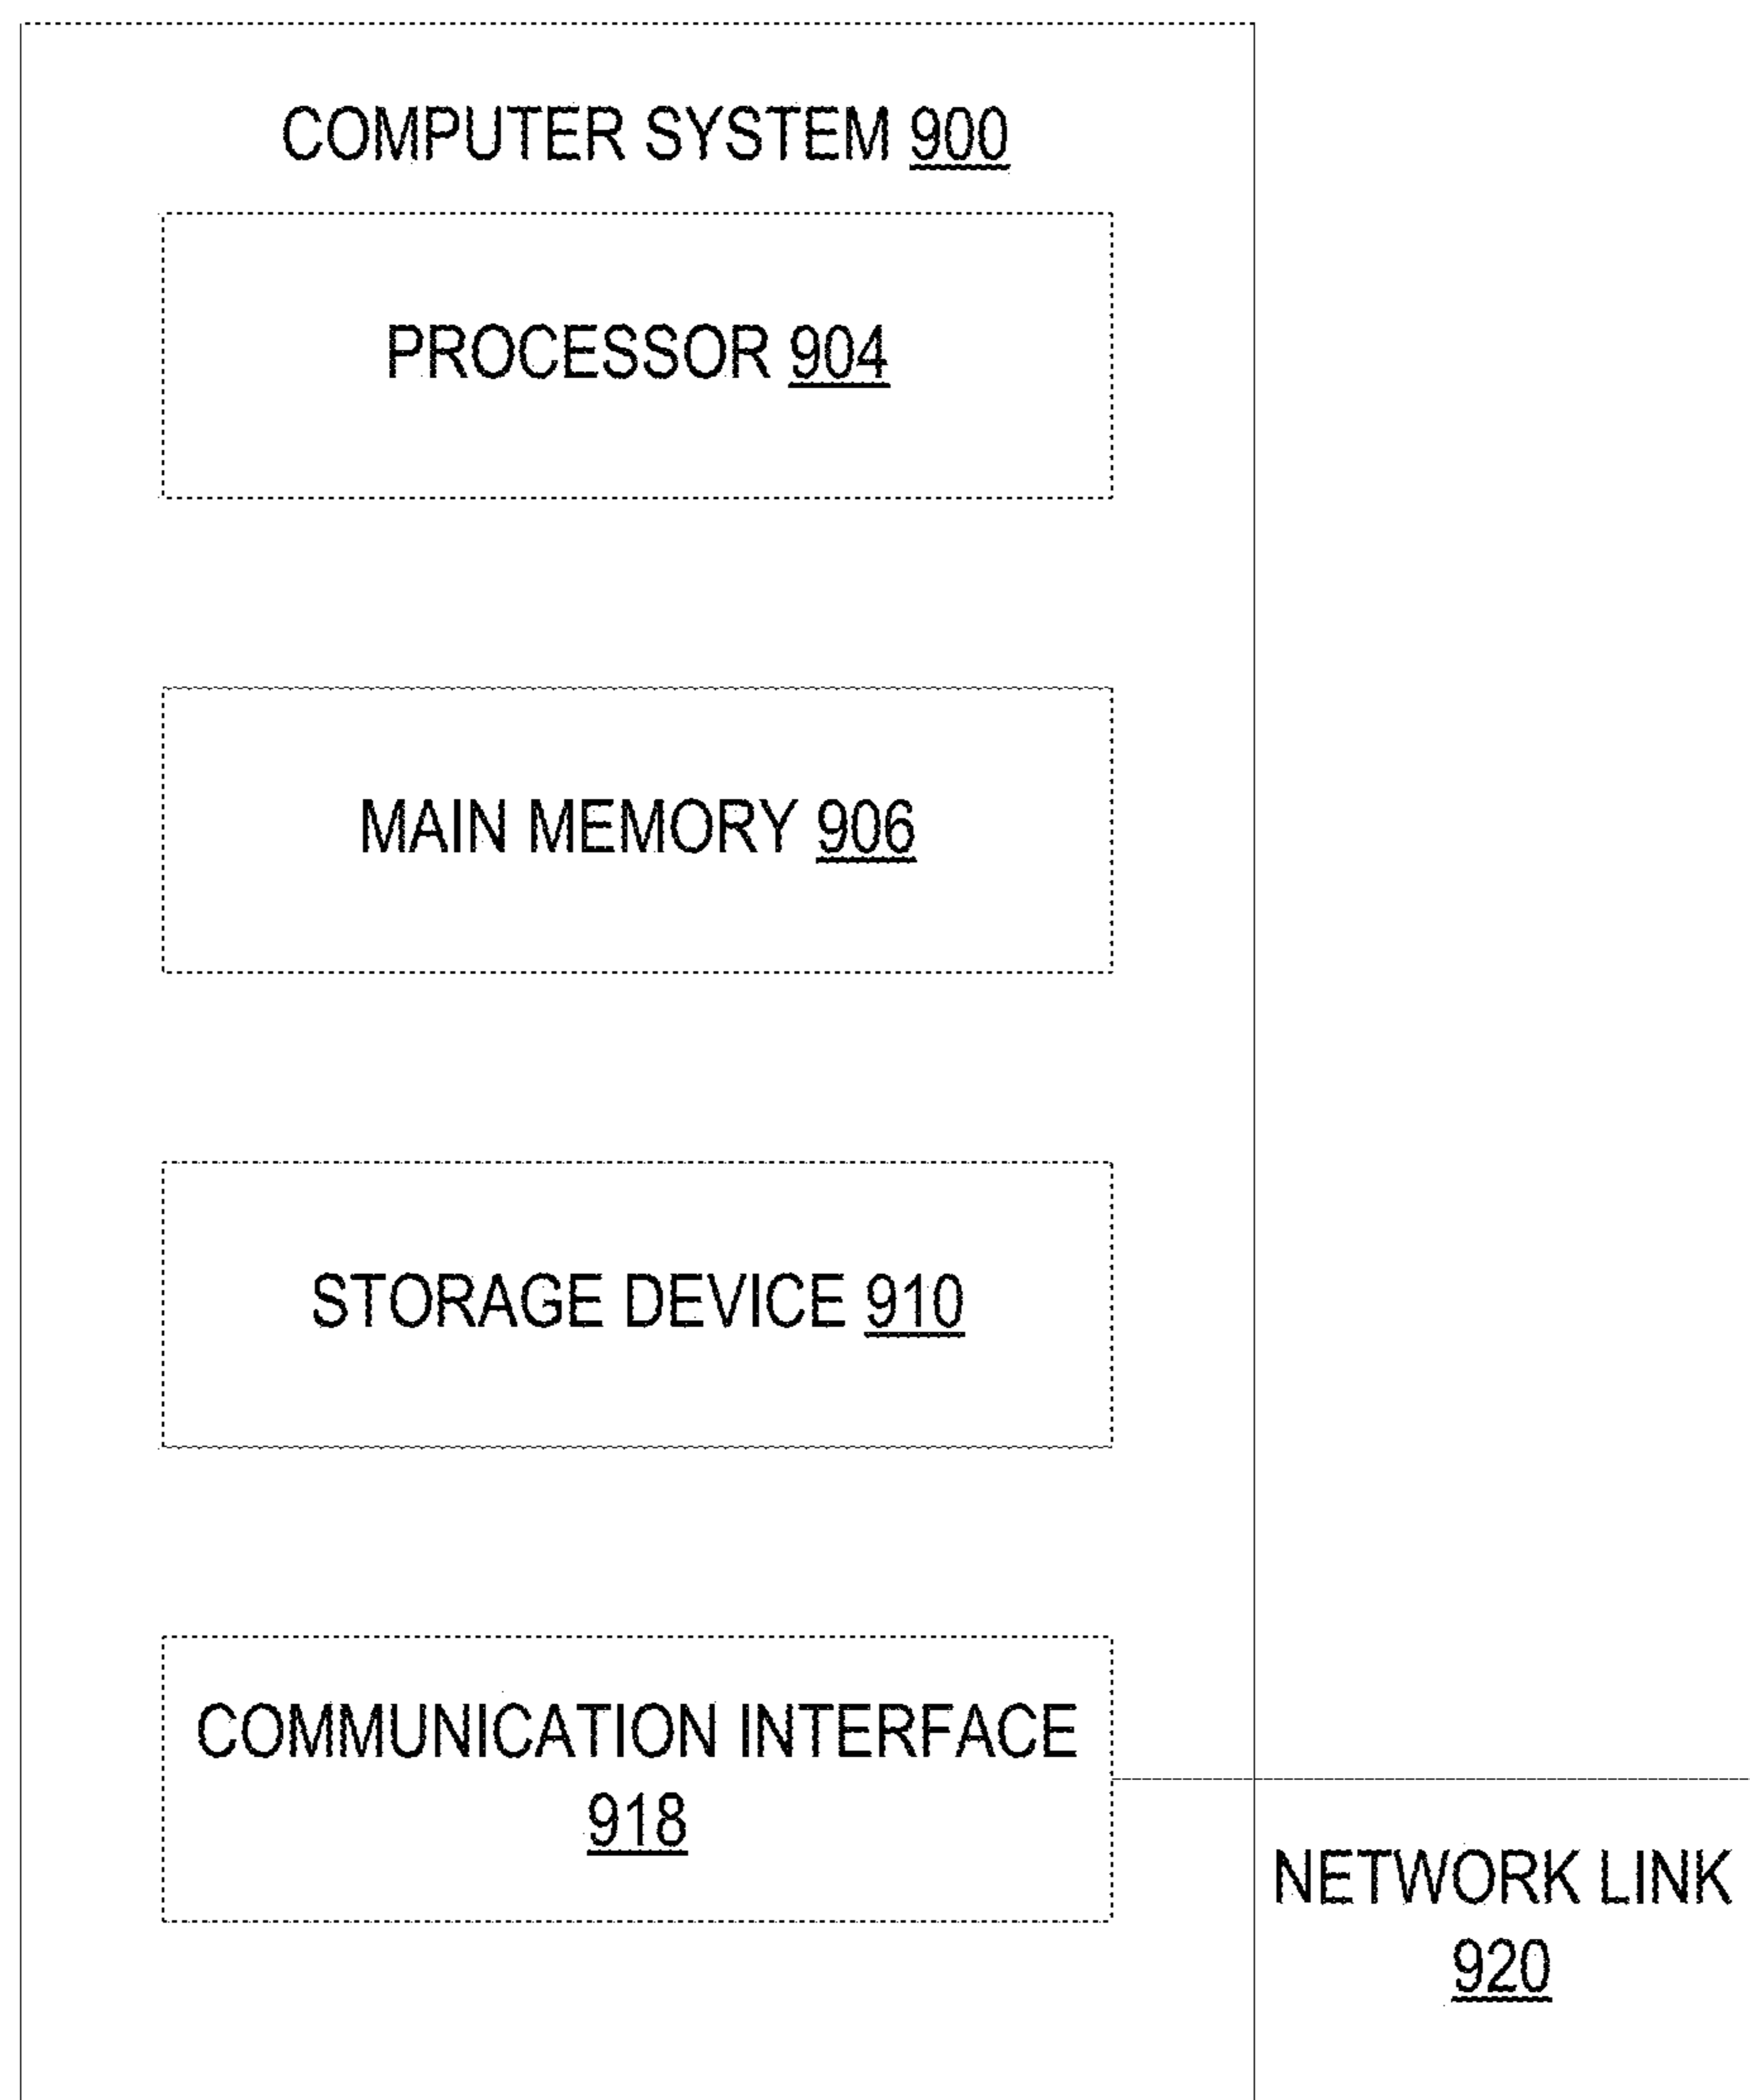 COMPUTER SYSTEM 900
PROCESSOR 904
MAIN MEMORY 906
STORAGE DEVICE 910
COMMUNICATION INTERFACE
918
NETWORK LINK
920